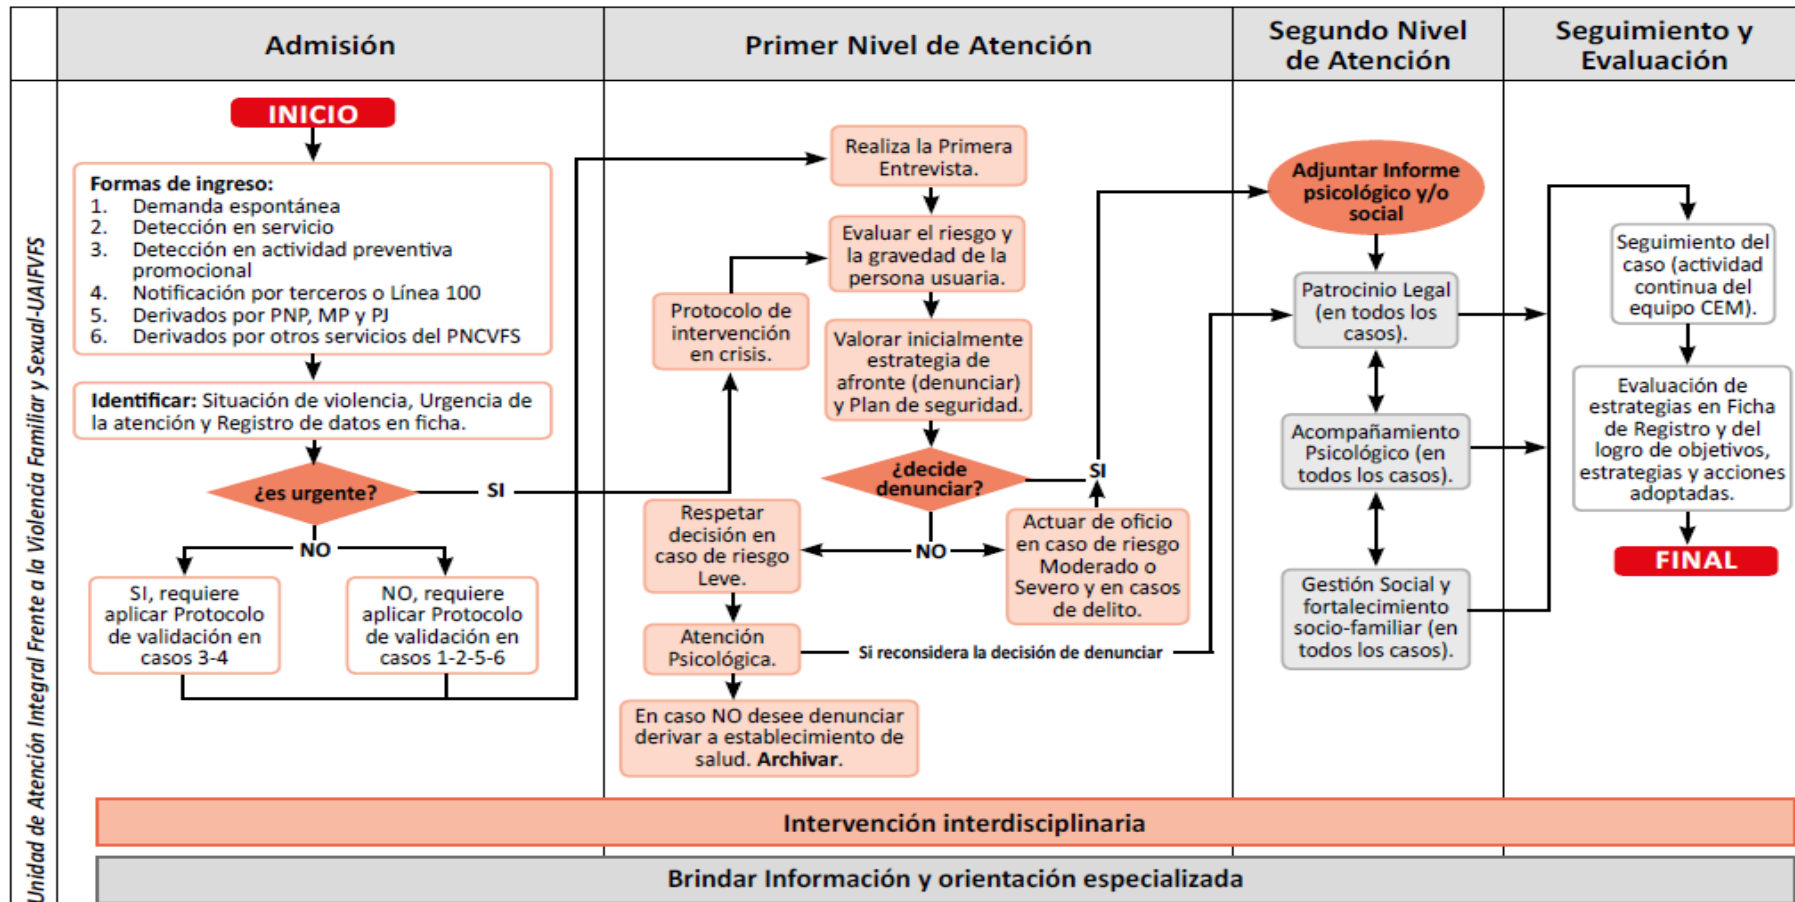 Admisión
Primer Nivel de Atención
Segundo Nivel
de Atención
Seguimiento y
Evaluación
Unidad de Atención Integral Frente a la Violencia Familiar y Sexual-UAIFVFS
INICIO
Formas de ingreso:
1. Demanda espontánea
2. Detección en servicio
3. Detección en actividad preventiva
promocional
4. Notificación por terceros o Línea 100
5. Derivados por PNP, MP y PJ
6. Derivados por otros servicios del PNCVFS
Identificar: Situación de violencia, Urgencia de
la atención y Registro de datos en ficha.
¿es urgente?
SI
NO
SI, requiere
aplicar Protocolo
de validación en
casos 3-4
NO, requiere
aplicar Protocolo
de validación en
casos 1-2-5-6
Protocolo de
intervención
en crisis.
Realiza la Primera
Entrevista.
Evaluar el riesgo y
la gravedad de la
persona usuaria.
Valorar inicialmente
estrategia de
afronte (denunciar)
y Plan de seguridad.
¿decide
denunciar?
SI
NO
Respetar
decisión en
caso de riesgo
Leve.
Actuar de oficio
en caso de riesgo
Moderado o
Severo y en casos
de delito.
Atención
Psicológica.
Si reconsidera la decisión de denunciar
En caso NO desee denunciar
derivar a establecimiento de
salud. Archivar.
Adjuntar Informe
psicológico y/o
social
Patrocinio Legal
(en todos los
casos).
Acompañamiento
Psicológico (en
todos los casos).
Gestión Social y
fortalecimiento
socio-familiar (en
todos los casos).
Seguimiento del
caso (actividad
continua del
equipo CEM).
Evaluación de
estrategias en Ficha
de Registro y del
logro de objetivos,
estrategias y acciones
adoptadas.
FINAL
Intervención interdisciplinaria
Brindar Información y orientación especializada